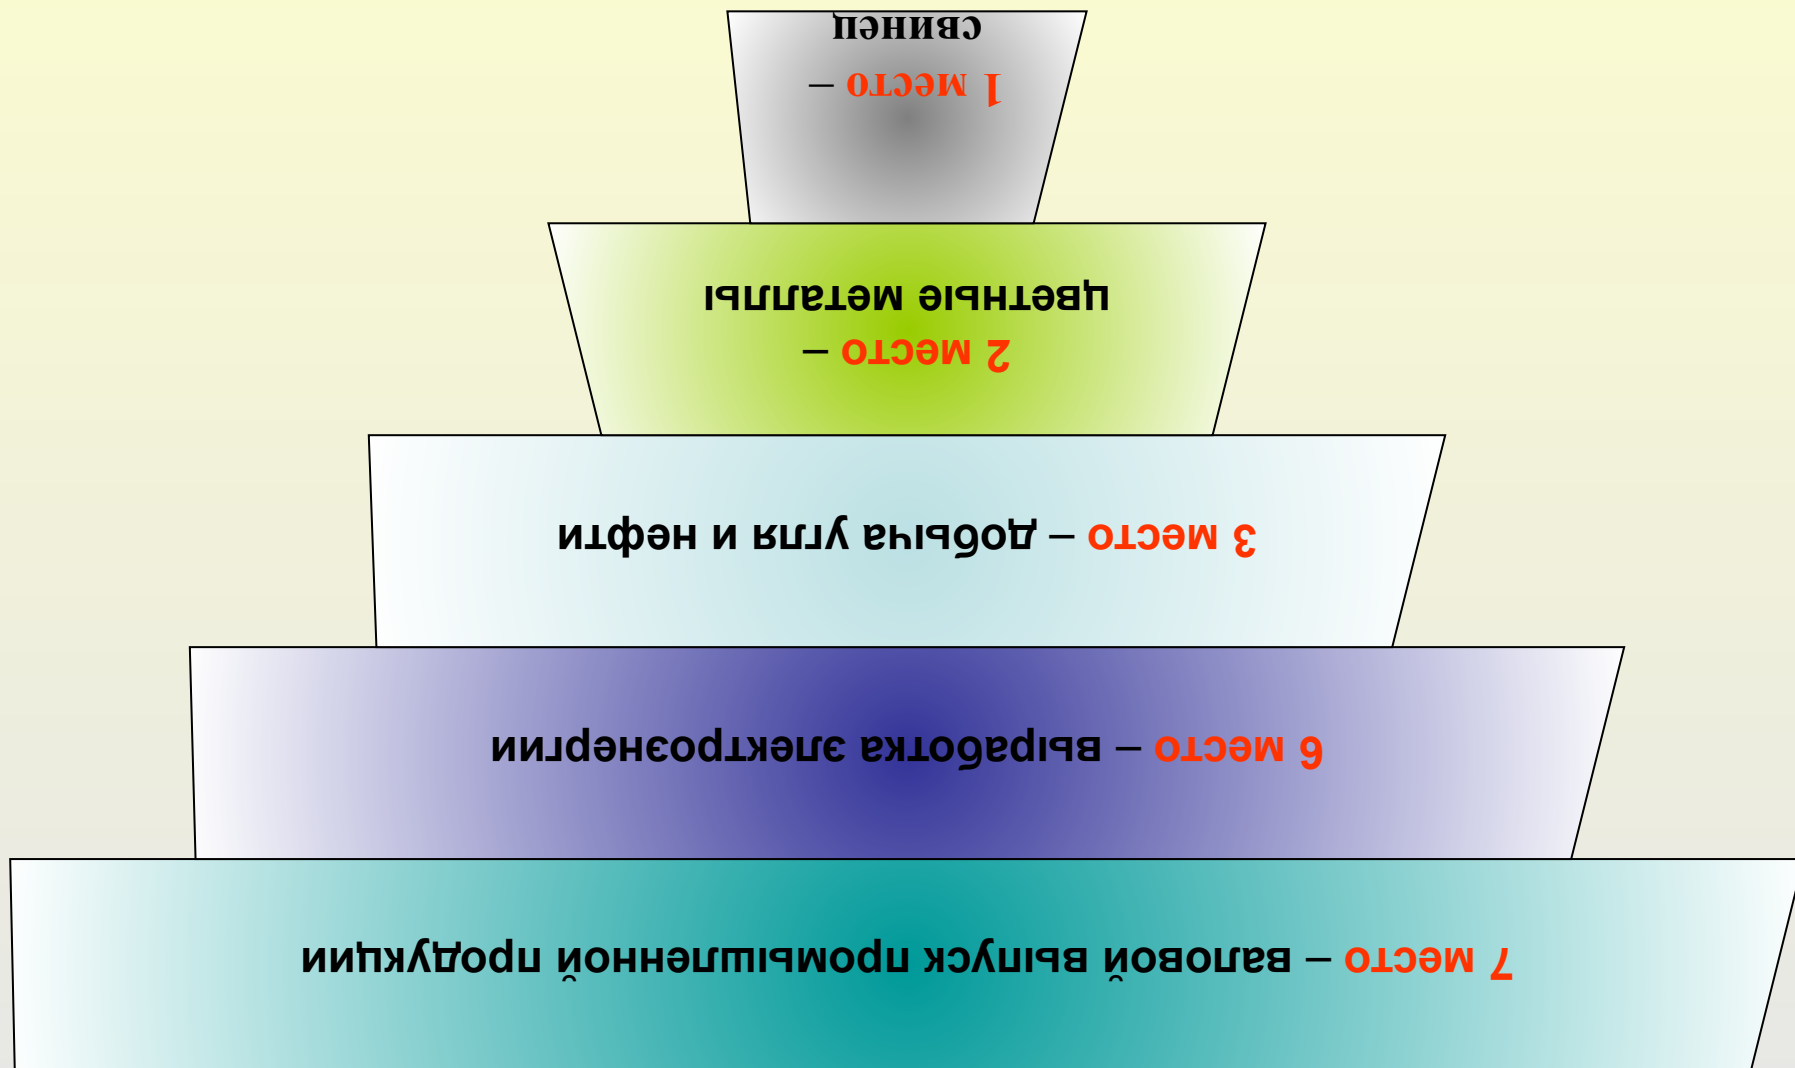 7 место – валовой выпуск промышленной продукции
6 место – выработка электроэнергии
3 место – добыча угля и нефти
2 место –
цветные металлы
1 место –
свинец